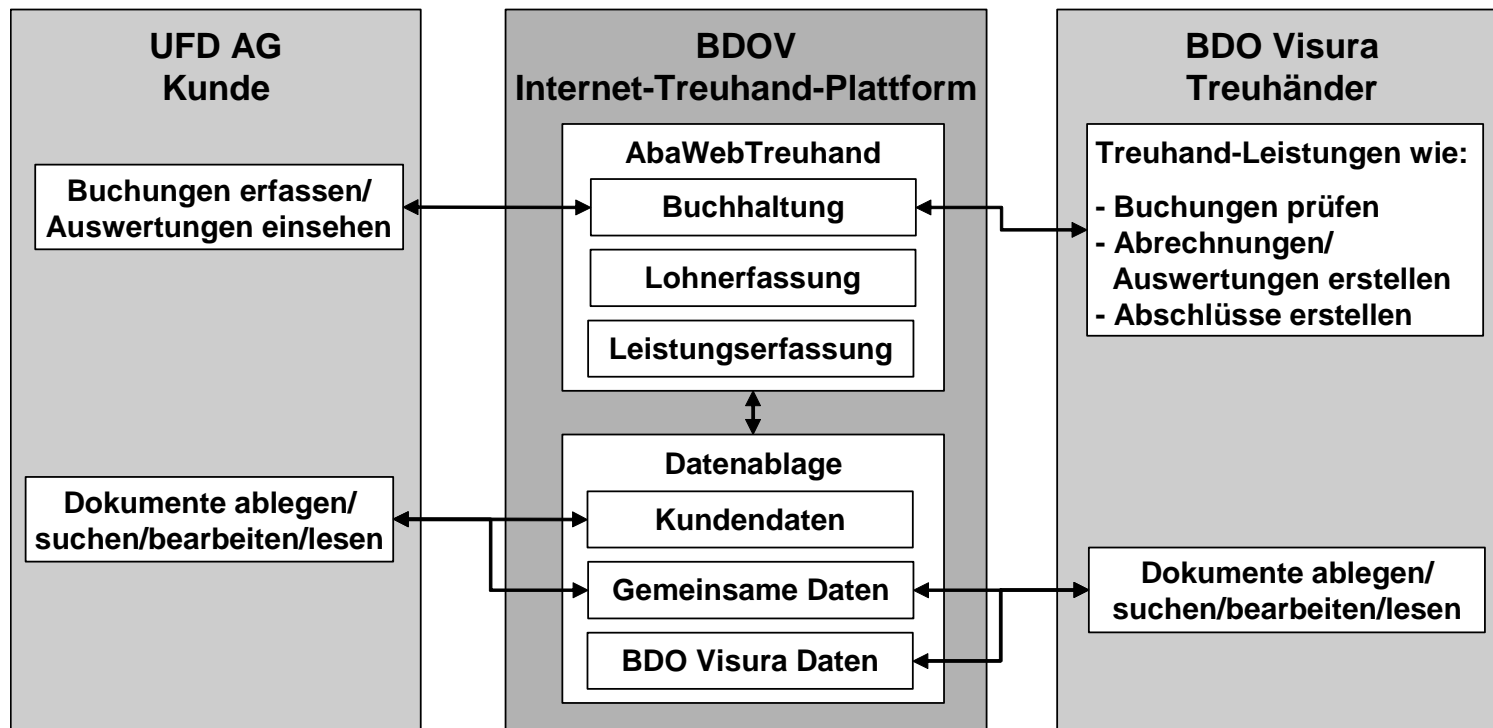 UFD AG
Kunde
Buchungen erfassen/
Auswertungen einsehen
Dokumente ablegen/
suchen/bearbeiten/lesen
BDOV
Internet-Treuhand-Plattform
AbaWebTreuhand
Buchhaltung
Lohnerfassung
Leistungserfassung
Datenablage
Kundendaten
Gemeinsame Daten
BDO Visura Daten
BDO Visura
Treuhänder
Treuhand-Leistungen wie:
- Buchungen prüfen
- Abrechnungen/
Auswertungen erstellen
- Abschlüsse erstellen
Dokumente ablegen/
suchen/bearbeiten/lesen